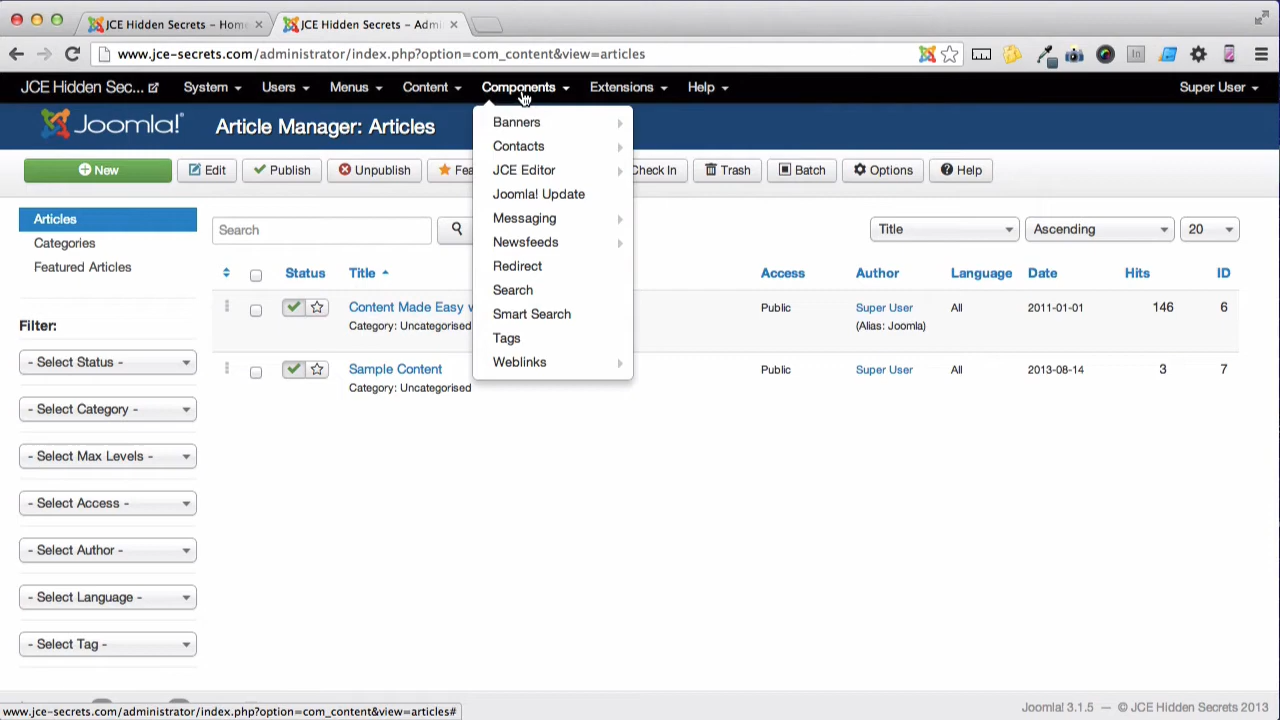 JCE Hidden Secrets - Home
JCE Hidden Secrets - Admi
www.jce-secrets.com/administrator/index.php?option=com_content&view=articles
JCE Hidden Sec... System Users Menus Content Components Extensions Help Super User
Joomla!® Article Manager: Articles
New Edit Publish Unpublish Check In Trash Batch Options Help
Banners
Contacts
JCE Editor
Joomla! Update
Messaging
Newsfeeds
Redirect
Search
Smart Search
Tags
Weblinks
Articles
Categories
Featured Articles
Filter:
- Select Status -
- Select Category -
- Select Max Levels -
- Select Access -
- Select Author -
- Select Language -
- Select Tag -
Search Title Ascending 20
Status Title Access Author Language Date Hits ID
Content Made Easy Public Super User All 2011-01-01 146 6
Category: Uncategorised (Alias: Joomla)
Sample Content Public Super User All 2013-08-14 3 7
Category: Uncategorised
www.jce-secrets.com/administrator/index.php?option=com_content&view=articles#
Joomla! 3.1.5 — © JCE Hidden Secrets 2013